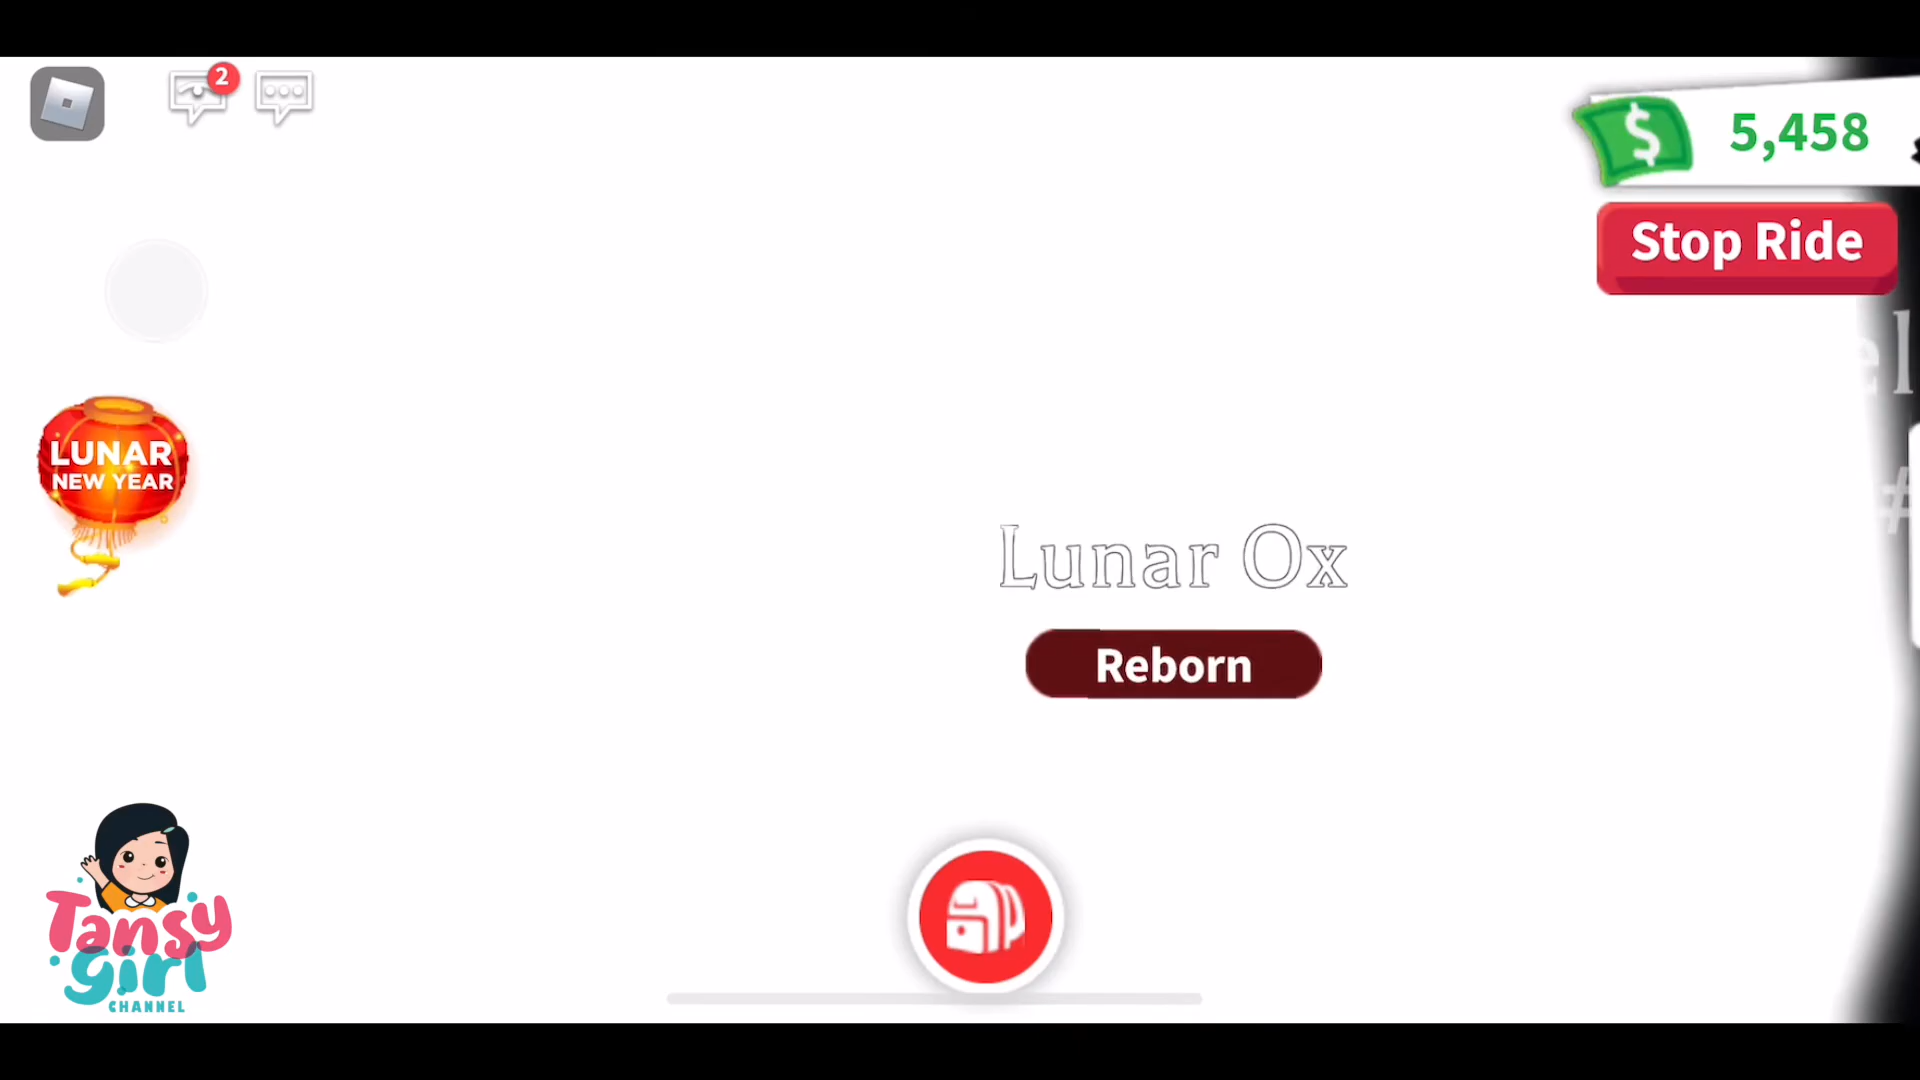 2
$ 5,458
Stop Ride
LUNAR
NEW YEAR
Lunar Ox
Reborn
Tansy
girl
CHANNEL